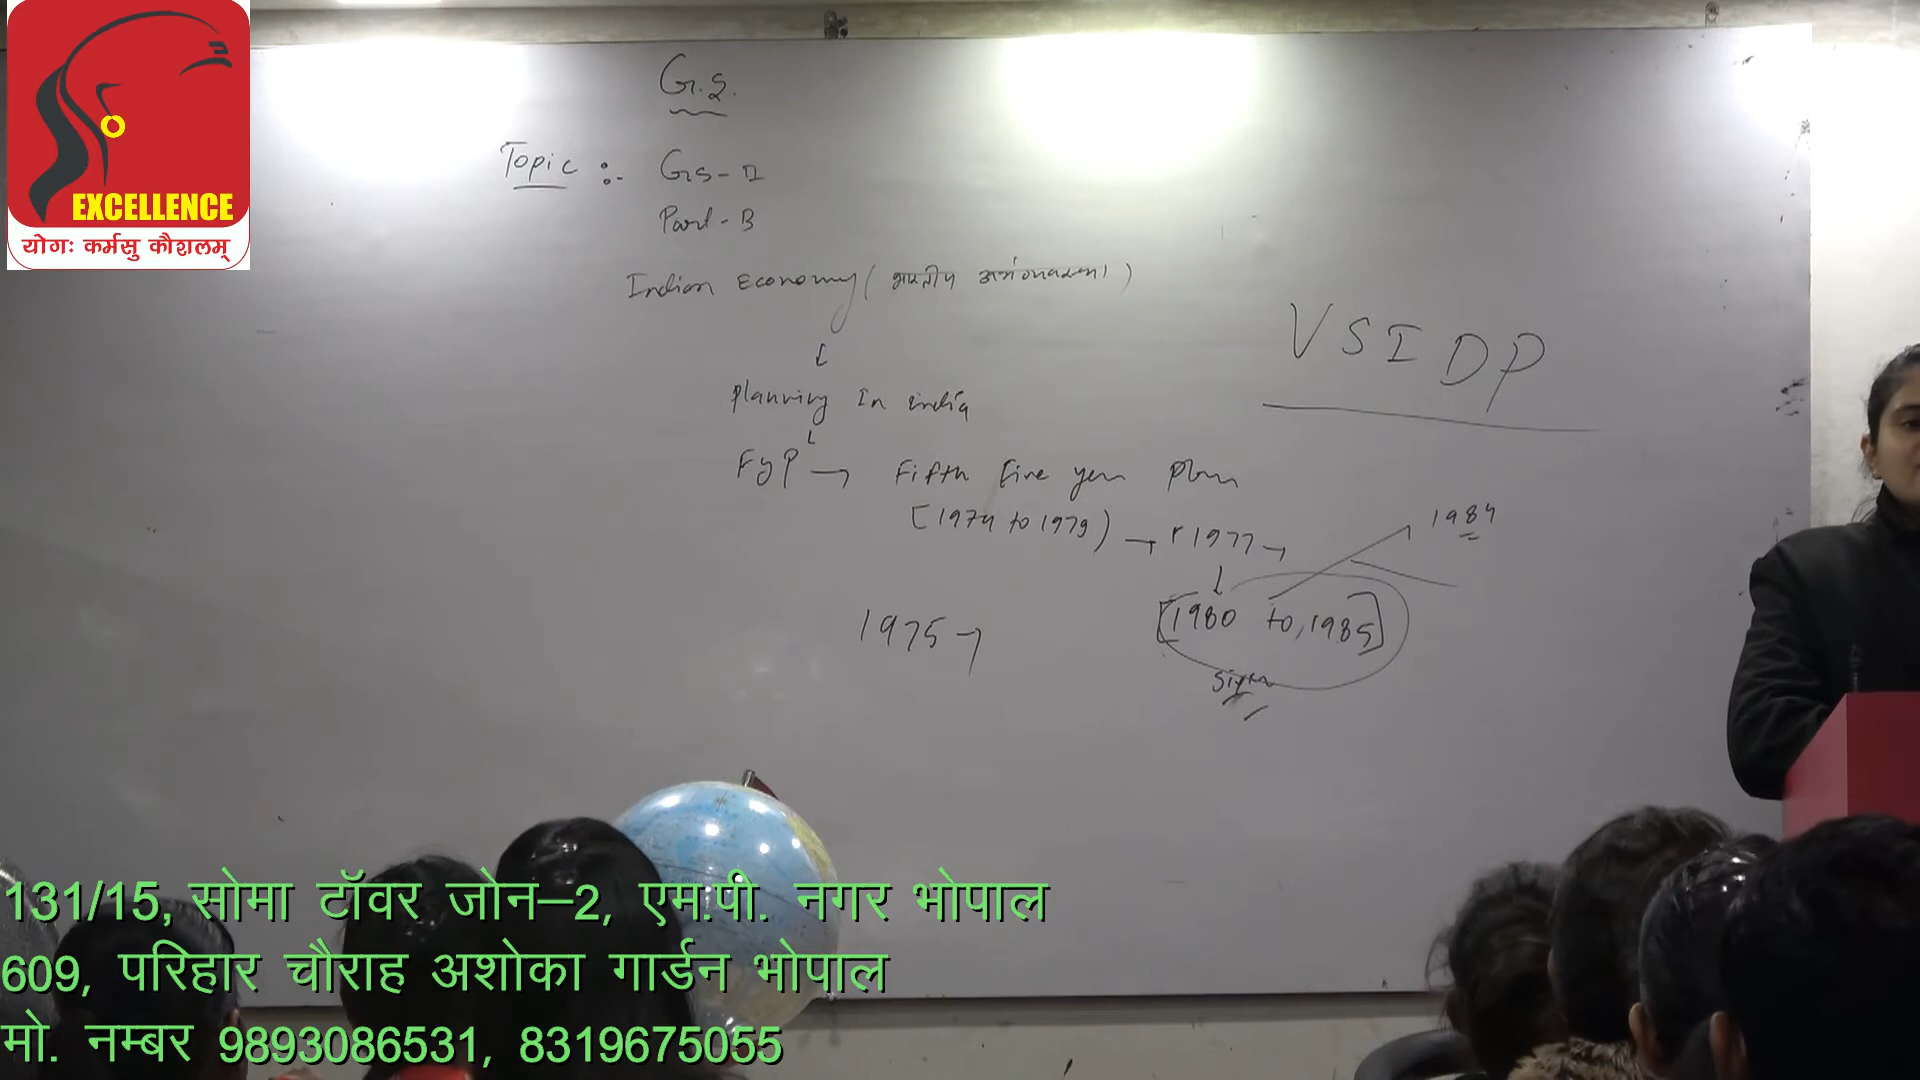 EXCELLENCE
योगः कर्मसु कौशलम्
G.S.
Topic :- GS-II
Part-B
Indian Economy (भारतीय अर्थव्यवस्था)
VSIDP
Planning In india
FYP → Fifth Five year Plan
[1974 to 1979) → 1977 →
1984
[1980 to, 1985]
1975 →
131/15, सोमा टॉवर जोन–2, एम.पी. नगर भोपाल
609, परिहार चौराह अशोका गार्डन भोपाल
मो. नम्बर 9893086531, 8319675055